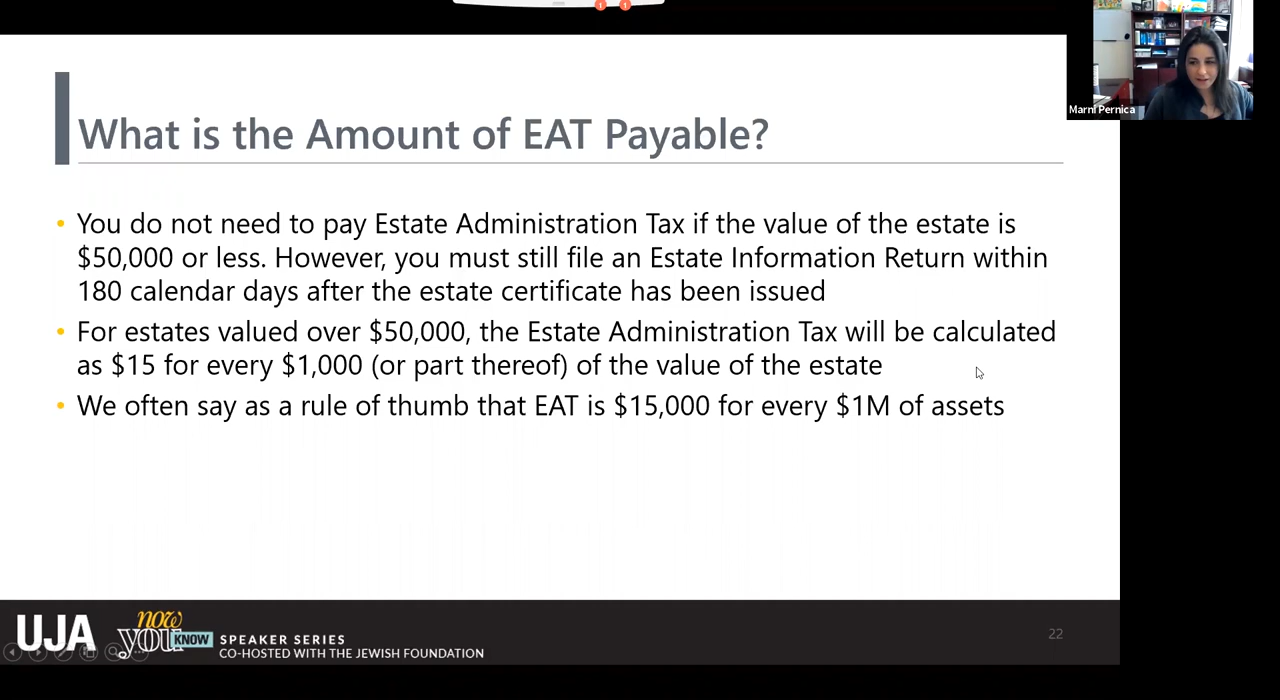 Marni Pernica
What is the Amount of EAT Payable?
• You do not need to pay Estate Administration Tax if the value of the estate is
$50,000 or less. However, you must still file an Estate Information Return within
180 calendar days after the estate certificate has been issued
• For estates valued over $50,000, the Estate Administration Tax will be calculated
as $15 for every $1,000 (or part thereof) of the value of the estate
• We often say as a rule of thumb that EAT is $15,000 for every $1M of assets
UJA
now
you KNOW
SPEAKER SERIES
CO-HOSTED WITH THE JEWISH FOUNDATION
22